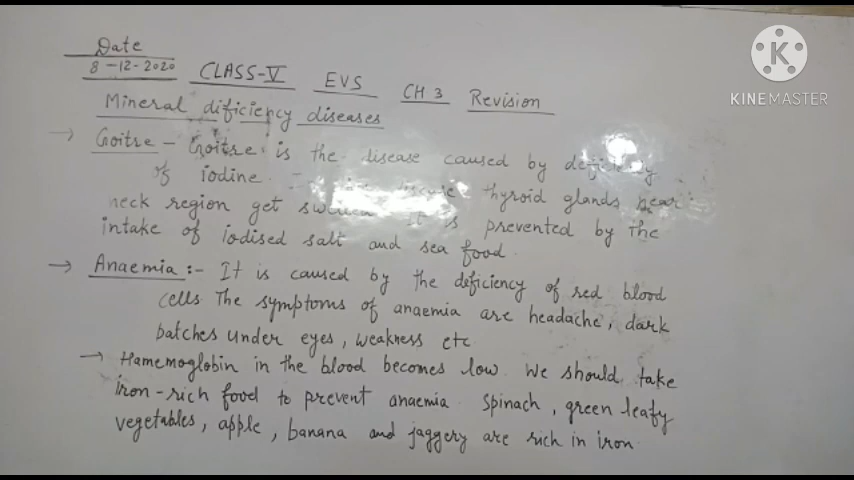 Date
8-12-2020 CLASS-V EVS CH 3 Revision
Mineral dificiency diseases
→ Goitre - Goitre is the disease caused by
of iodine. thyroid glands near
neck region get It is prevented by the
intake of iodised salt and sea food.
→ Anaemia :- It is caused by the deficiency of red blood
cells The symptoms of anaemia are headache, dark
patches under eyes, weakness etc
→ Hamemoglobin in the blood becomes low. We should take
iron-rich food to prevent anaemia Spinach, green leafy
vegetables, apple, banana and jaggery are rich in iron.
KINEMASTER